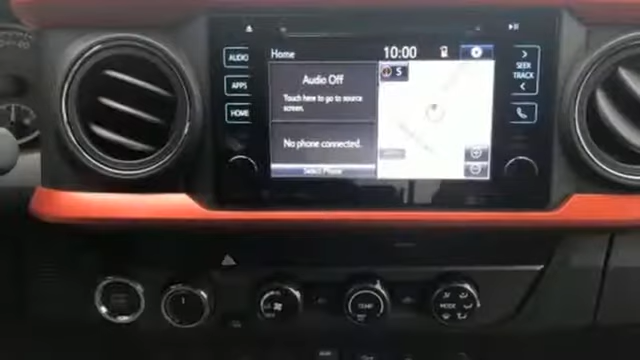 Home
10:00
AUDIO
APPS
HOME
Audio Off
Touch here to go to source
screen.
No phone connected.
Select Phone
S
SEEK
TRACK
TEMP
MODE